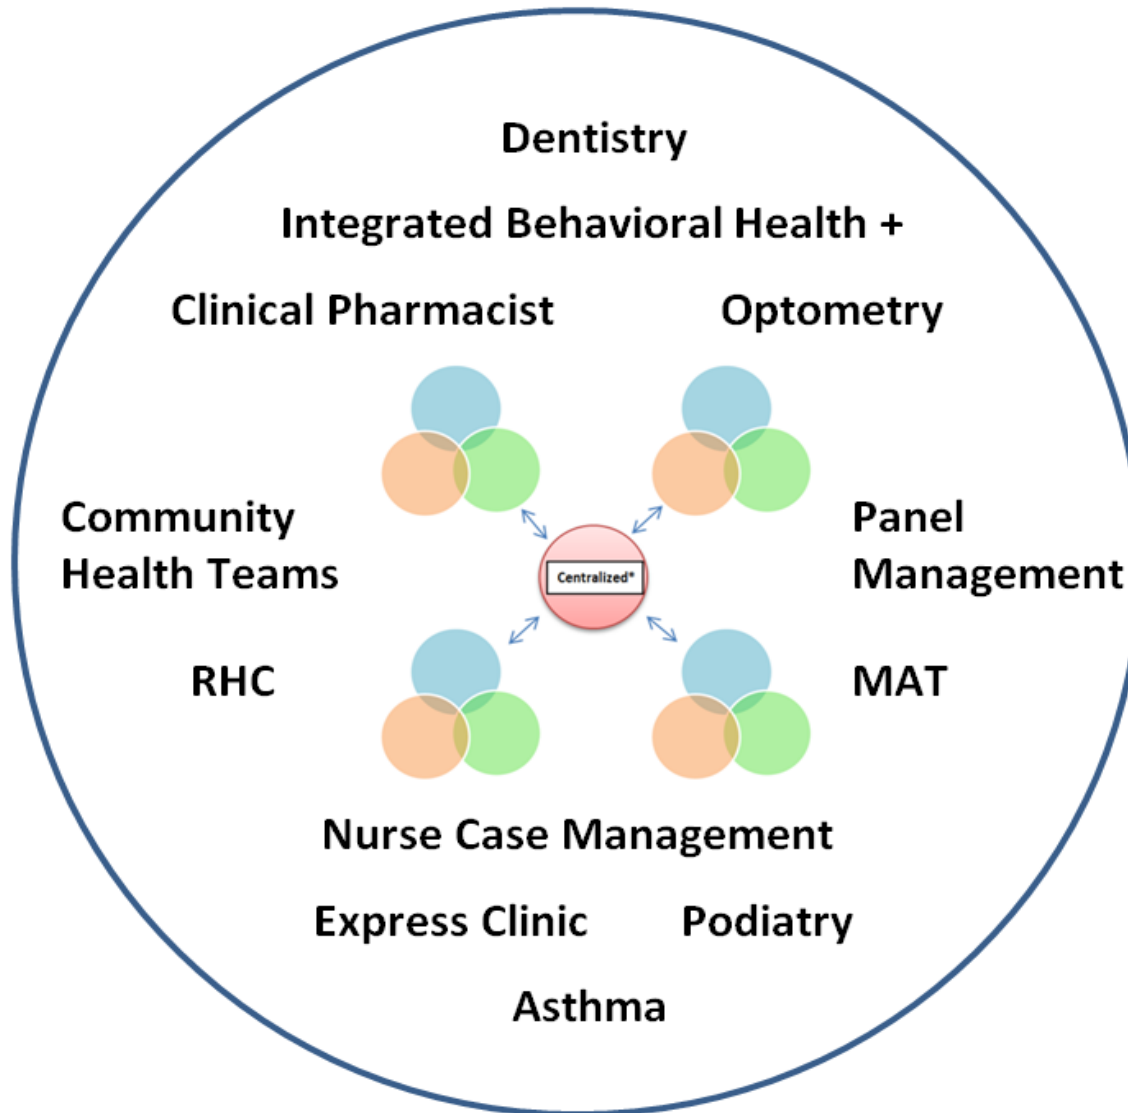 Dentistry
Integrated Behavioral Health +
Clinical Pharmacist
Optometry
Community
Health Teams
Panel
Management
Centralized*
RHC
MAT
Nurse Case Management
Express Clinic
Podiatry
Asthma